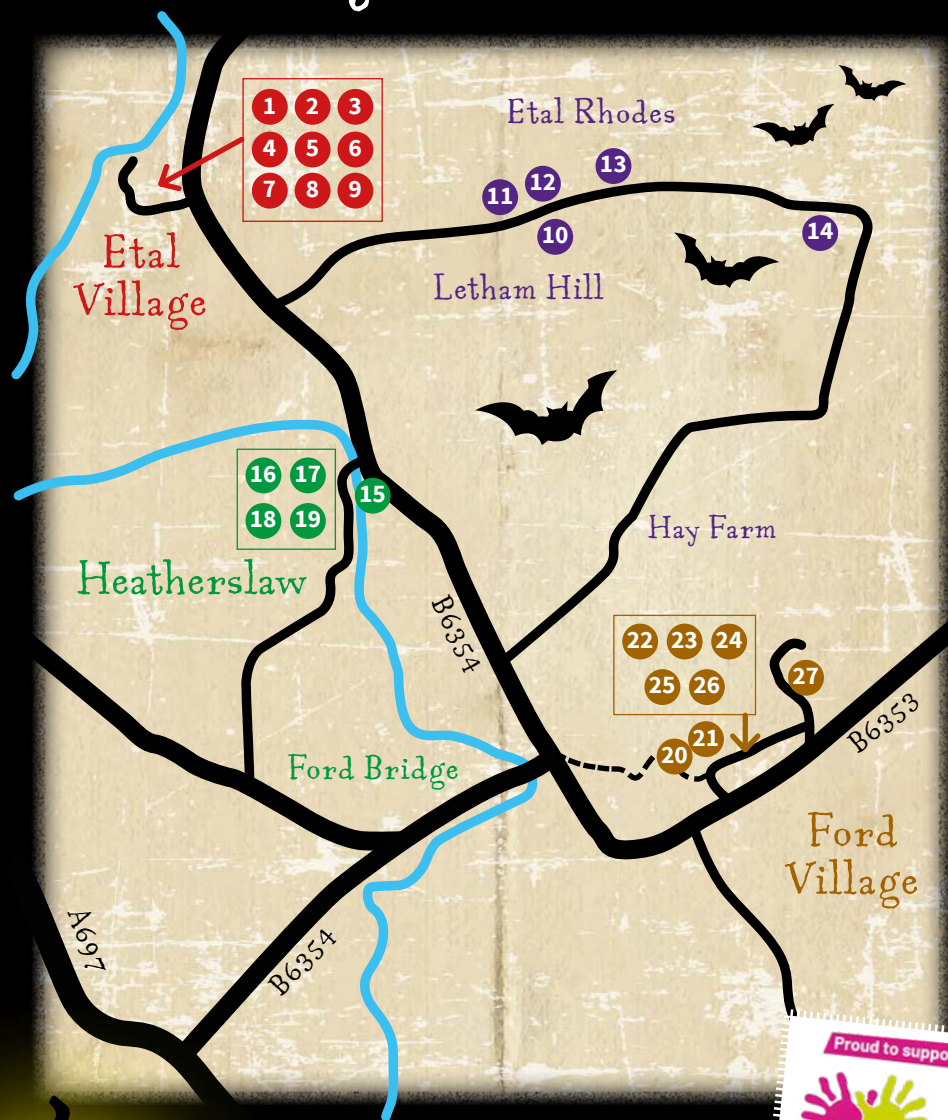 1 2 3
4 5 6
7 8 9
Etal Rhodes
11 12 13
10
14
Etal
Village
Letham Hill
16 17
18 19
15
Heatherslaw
Hay Farm
B6354
22 23 24
25 26
27
21
20
B6353
Ford Bridge
Ford
Village
A697
B6354
Proud to suppo